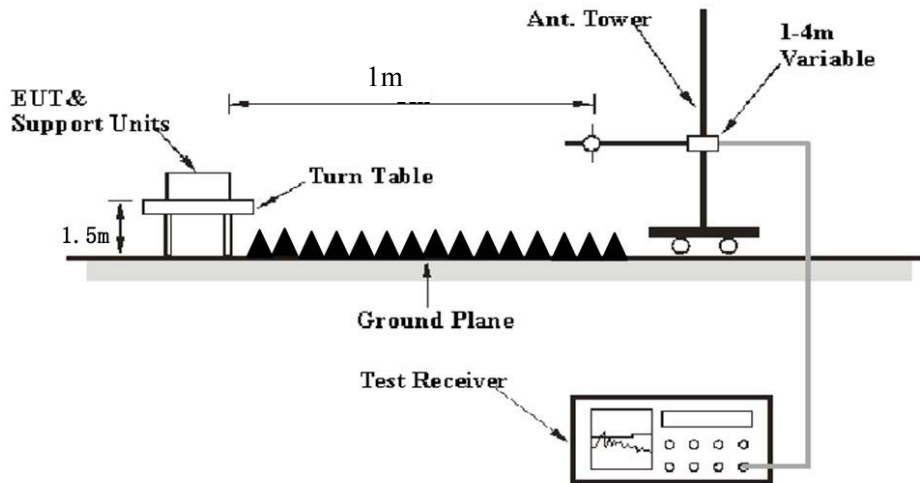 Ant. Tower
1-4m
Variable
1m
EUT&
Support Units
Turn Table
1.5m
Ground Plane
Test Receiver